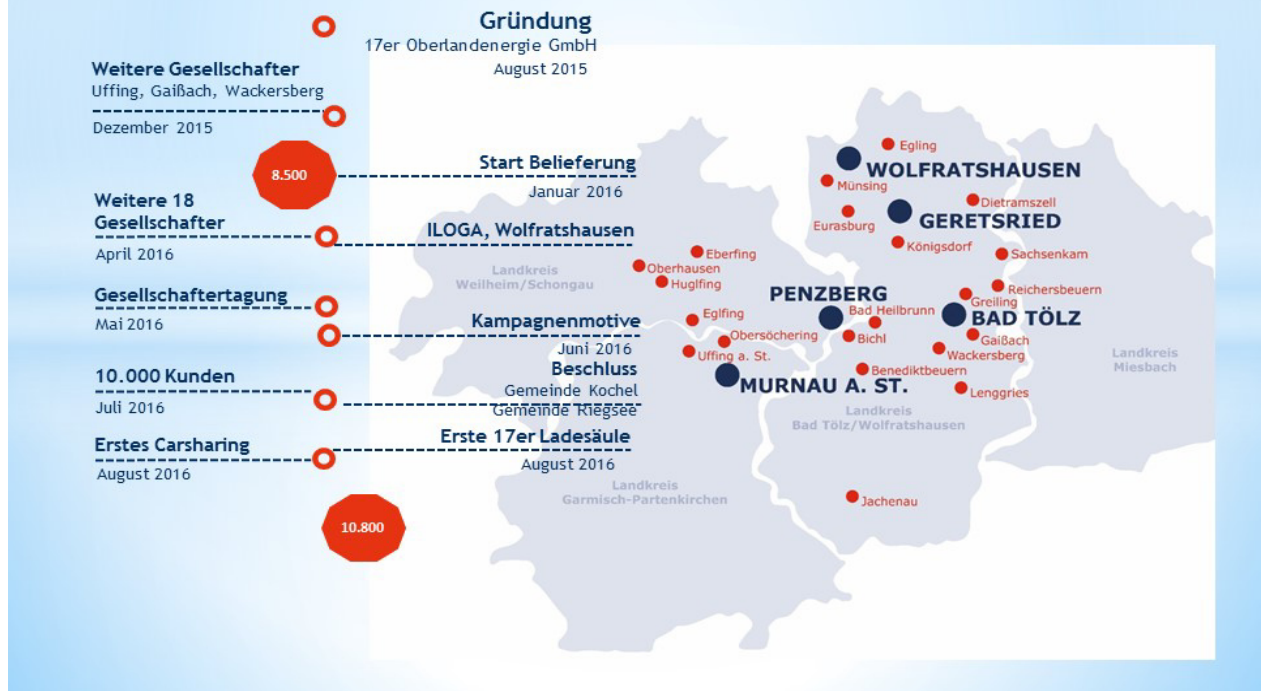 Gründung
17er Oberlandenergie GmbH
August 2015
Weitere Gesellschafter
Uffing, Gaißach, Wackersberg
Dezember 2015
8.500
Start Belieferung
Januar 2016
Weitere 18
Gesellschafter
April 2016
ILOGA, Wolfratshausen
Gesellschaftertagung
Mai 2016
Kampagnenmotive
Juni 2016
10.000 Kunden
Juli 2016
Beschluss
Gemeinde Kochel
Gemeinde Riegsee
Erstes Carsharing
August 2016
Erste 17er Ladesäule
August 2016
10.800
Egling
WOLFRATSHAUSEN
Münsing
Dietramszell
Eurasburg
GERETSRIED
Königsdorf
Sachsenkam
Eberfing
Oberhausen
Huglfing
Landkreis
Weilheim/Schongau
Reichersbeuern
Greiling
PENZBERG
Bad Heilbrunn
BAD TÖLZ
Eglfing
Obersöchering
Bichl
Gaißach
Wackersberg
Uffing a. St.
Landkreis
Miesbach
Benediktbeuern
MURNAU A. ST.
Lenggries
Landkreis
Bad Tölz/Wolfratshausen
Landkreis
Garmisch-Partenkirchen
Jachenau